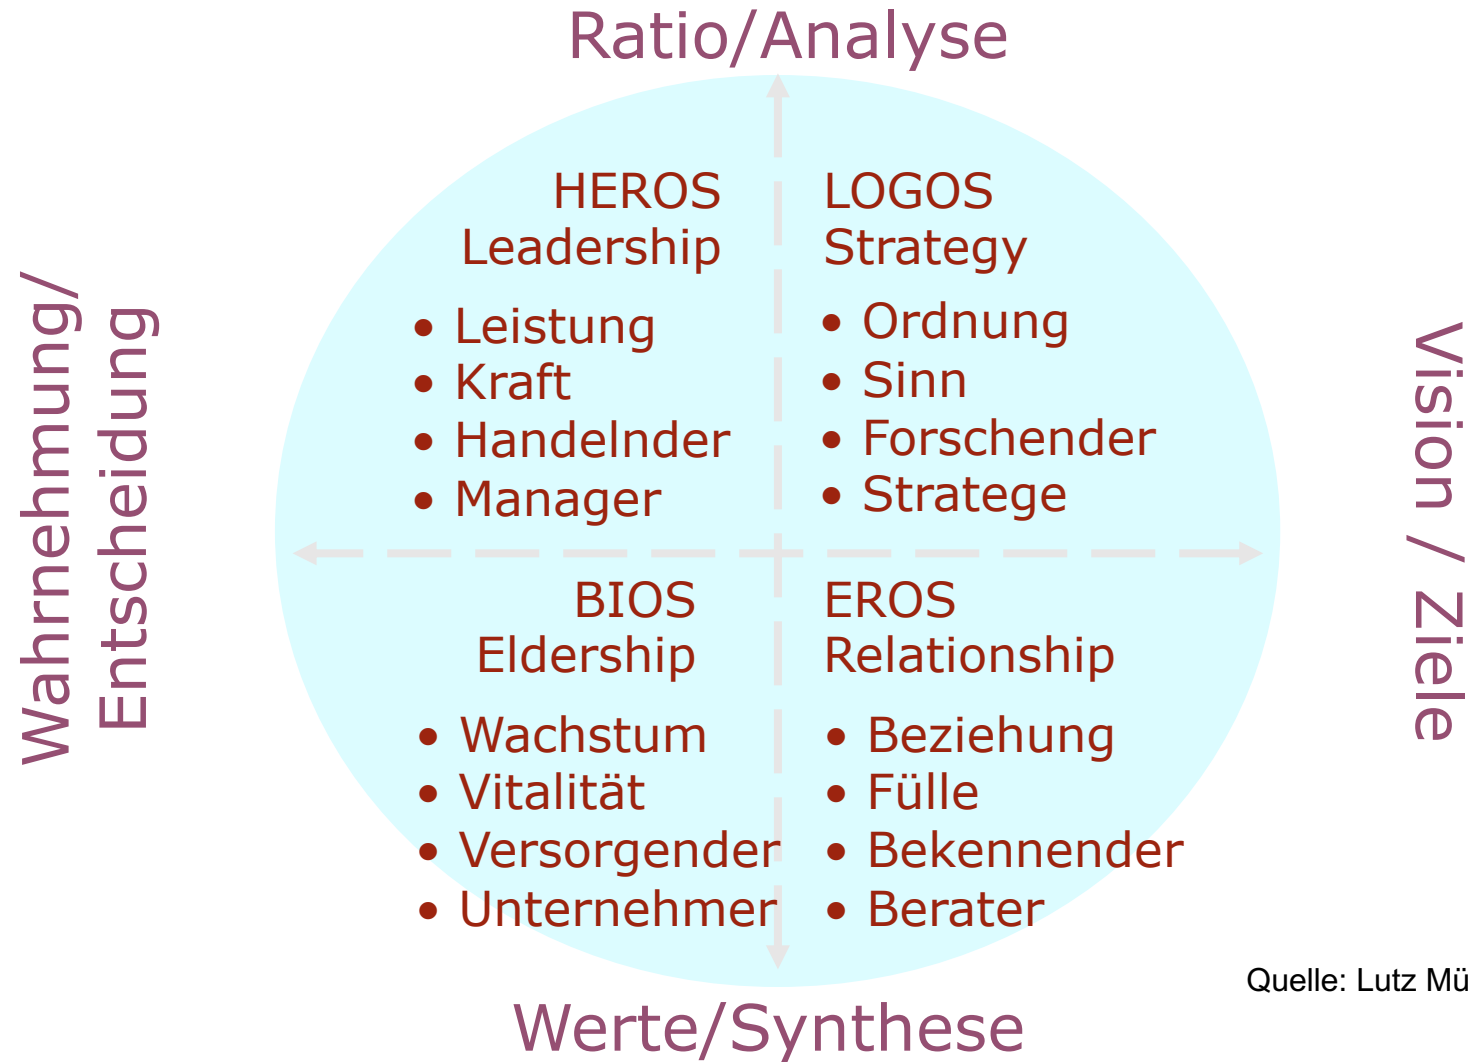 Ratio/Analyse
Wahrnehmung/
Entscheidung
HEROS
Leadership
• Leistung
• Kraft
• Handelnder
• Manager
LOGOS
Strategy
• Ordnung
• Sinn
• Forschender
• Stratege
BIOS
Eldership
• Wachstum
• Vitalität
• Versorgender
• Unternehmer
EROS
Relationship
• Beziehung
• Fülle
• Bekennender
• Berater
Vision / Ziele
Werte/Synthese
Quelle: Lutz Mü